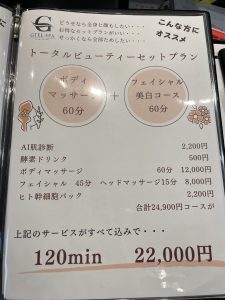 G
GTXL-SPA
どうせなら全身ど推もしたい・・・
お得なセットプランがいい・・・
せっかくなら全部ためしたい・・・
こんな方に
オススメ
トータルビューティーセットプラン
ボディ
マッサージ
60分
+
フェイシャル
美白コース
60分
AI肌診断 2,200円
酵素ドリンク 500円
ボディマッサージ 60分 12,000円
フェイシャル 45分 ヘッドマッサージ15分 8,000円
ヒト幹細胞パック 2,200円
合計24,900円コースが
上記のサービスがすべて込みで・・・
120min 22,000円